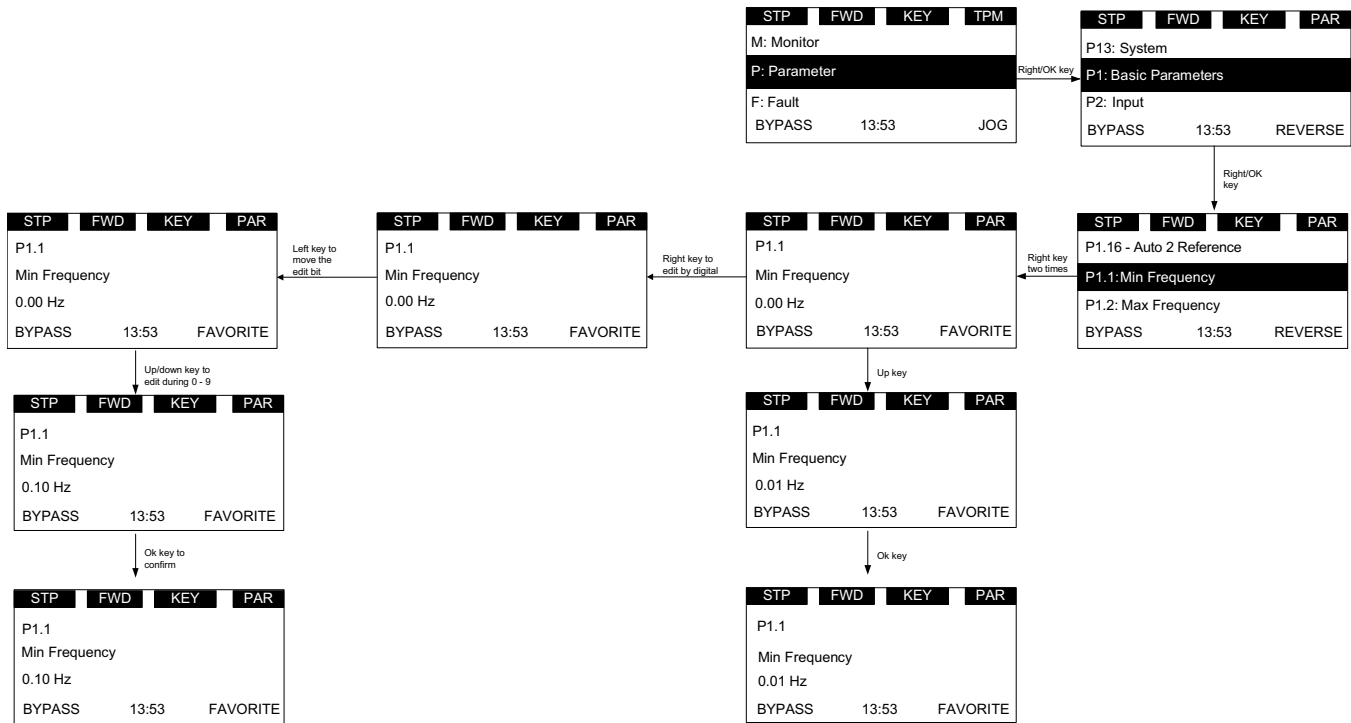 STP FWD KEY TPM
M: Monitor
P: Parameter
F: Fault
BYPASS 13:53 JOG
Right/OK key
STP FWD KEY PAR
P13: System
P1: Basic Parameters
P2: Input
BYPASS 13:53 REVERSE
Right/OK
key
STP FWD KEY PAR
P1.16 - Auto 2 Reference
P1.1:Min Frequency
P1.2: Max Frequency
BYPASS 13:53 REVERSE
Right key
two times
STP FWD KEY PAR
P1.1
Min Frequency
0.00 Hz
BYPASS 13:53 FAVORITE
Right key to
edit by digital
STP FWD KEY PAR
P1.1
Min Frequency
0.00 Hz
BYPASS 13:53 FAVORITE
Left key to
move the
edit bit
STP FWD KEY PAR
P1.1
Min Frequency
0.00 Hz
BYPASS 13:53 FAVORITE
Up/down key to
edit during 0 - 9
STP FWD KEY PAR
P1.1
Min Frequency
0.10 Hz
BYPASS 13:53 FAVORITE
Ok key to
confirm
STP FWD KEY PAR
P1.1
Min Frequency
0.10 Hz
BYPASS 13:53 FAVORITE
Up key
STP FWD KEY PAR
P1.1
Min Frequency
0.01 Hz
BYPASS 13:53 FAVORITE
Ok key
STP FWD KEY PAR
P1.1
Min Frequency
0.01 Hz
BYPASS 13:53 FAVORITE